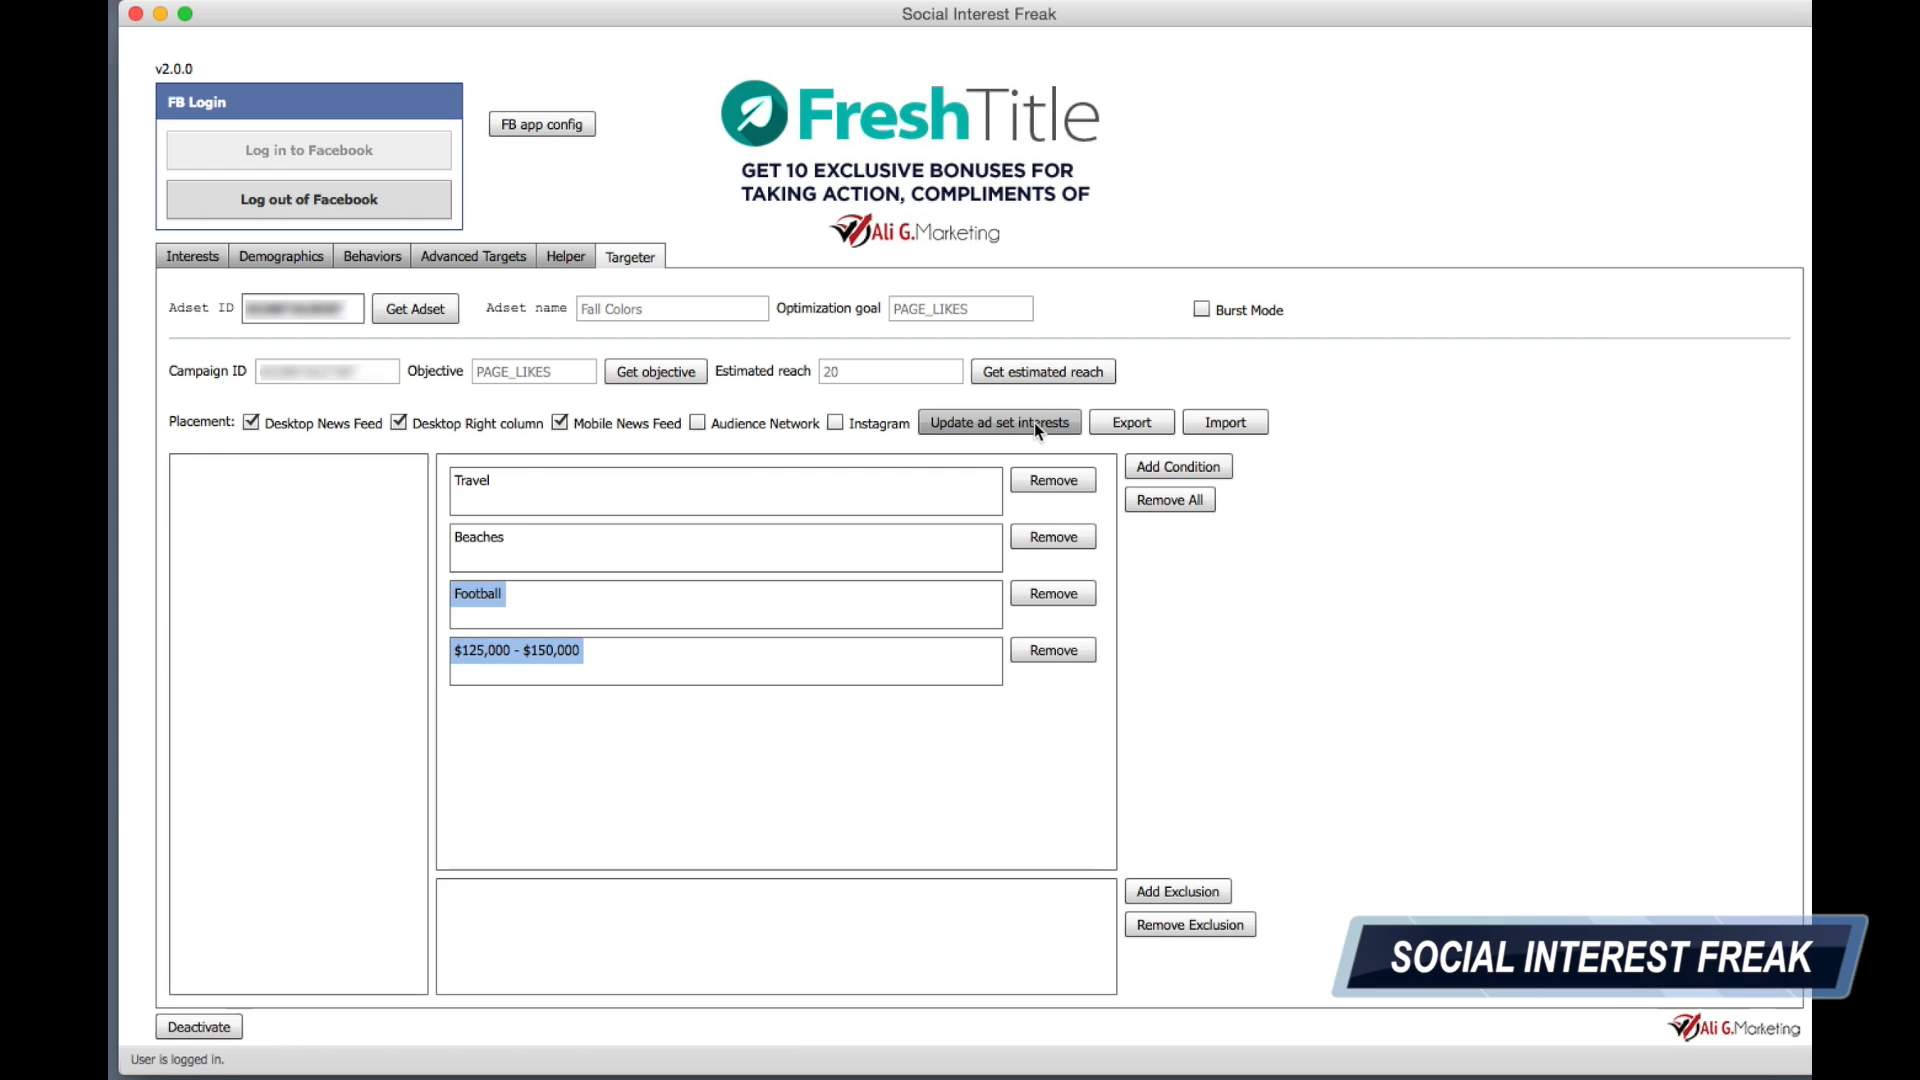 Social Interest Freak
v2.0.0
FB Login
Log in to Facebook
Log out of Facebook
FB app config
FreshTitle
GET 10 EXCLUSIVE BONUSES FOR
TAKING ACTION, COMPLIMENTS OF
Ali G.Marketing
Interests Demographics Behaviors Advanced Targets Helper Targeter
Adset ID Get Adset Adset name Fall Colors Optimization goal PAGE_LIKES Burst Mode
Campaign ID Objective PAGE_LIKES Get objective Estimated reach 20 Get estimated reach
Placement: Desktop News Feed Desktop Right column Mobile News Feed Audience Network Instagram Update ad set interests Export Import
Travel Remove Add Condition
Remove All
Beaches Remove
Football Remove
$125,000 - $150,000 Remove
Add Exclusion
Remove Exclusion
SOCIAL INTEREST FREAK
Deactivate
Ali G.Marketing
User is logged in.